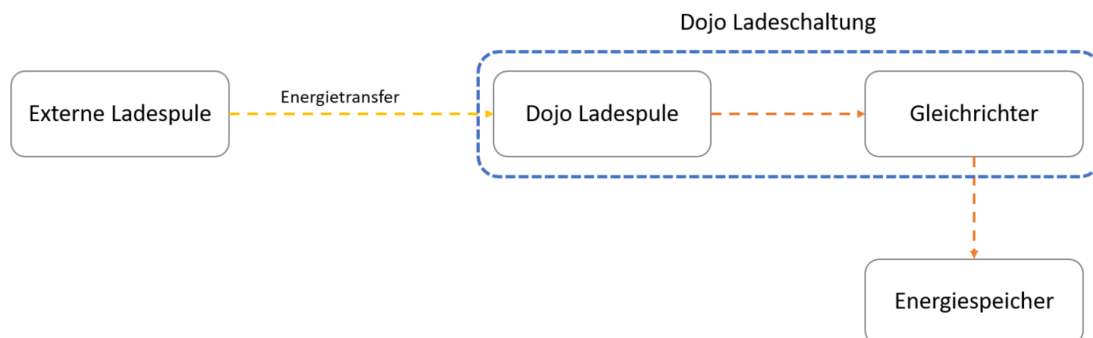 Dojo Ladeschaltung
Externe Ladespule
Energietransfer
Dojo Ladespule
Gleichrichter
Energiespeicher